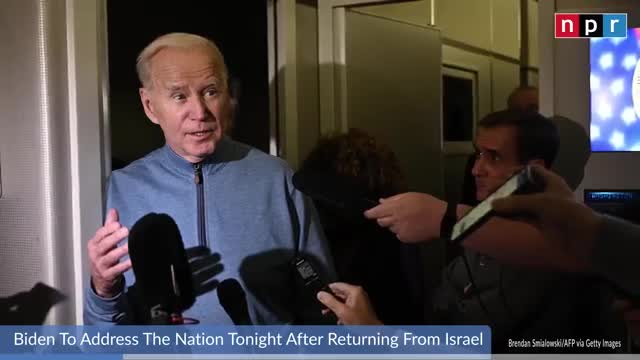 npr
Biden To Address The Nation Tonight After Returning From Israel
Brendan Smialowski/AFP via Getty Images